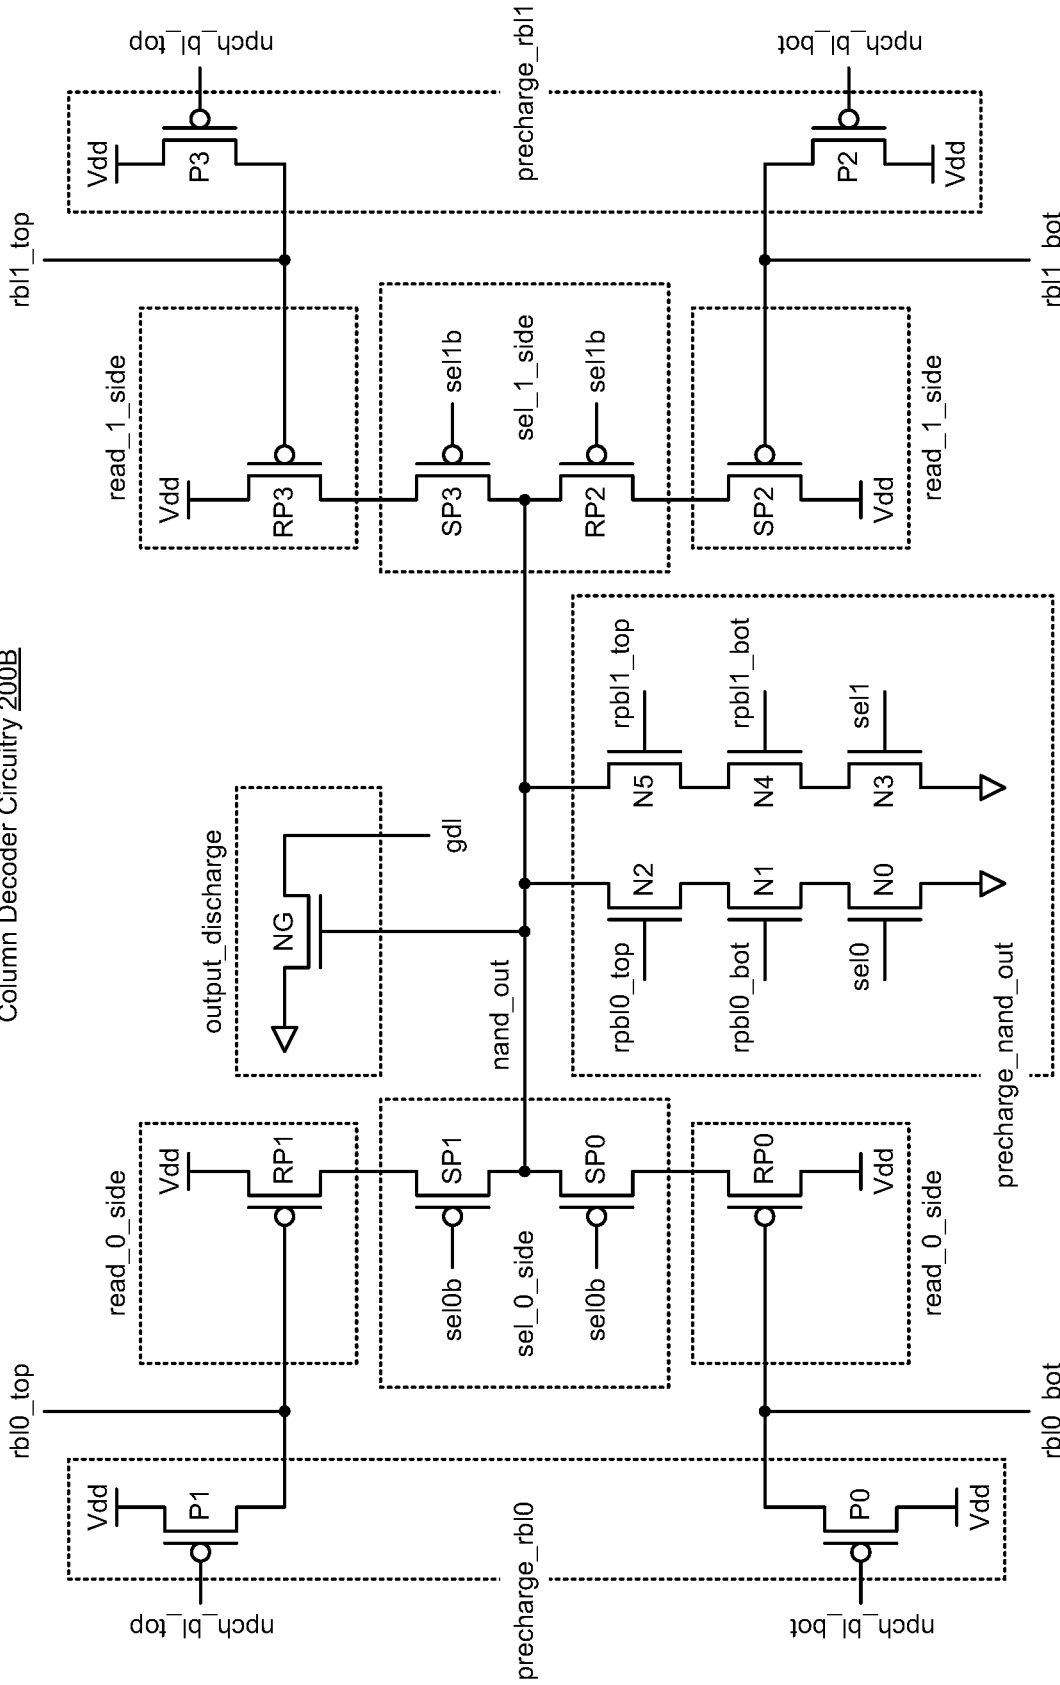 Column Decoder Circuitry 200B
rbl0_top
rbl1_top
npch_bl_top
Vdd
P1
precharge_rbl0
npch_bl_bot
P0
Vdd
rbl0_bot
read_0_side
Vdd
RP1
sel0b
SP1
sel_0_side
sel0b
SP0
RP0
Vdd
read_0_side
output_discharge
NG
gdl
nand_out
rpbl0_top
N2
rpbl0_bot
N1
sel0
N0
N5
rpbl1_top
N4
rpbl1_bot
N3
sel1
precharge_nand_out
read_1_side
Vdd
RP3
SP3
sel1b
sel_1_side
RP2
sel1b
SP2
Vdd
read_1_side
Vdd
P3
npch_bl_top
precharge_rbl1
P2
npch_bl_bot
Vdd
rbl1_bot